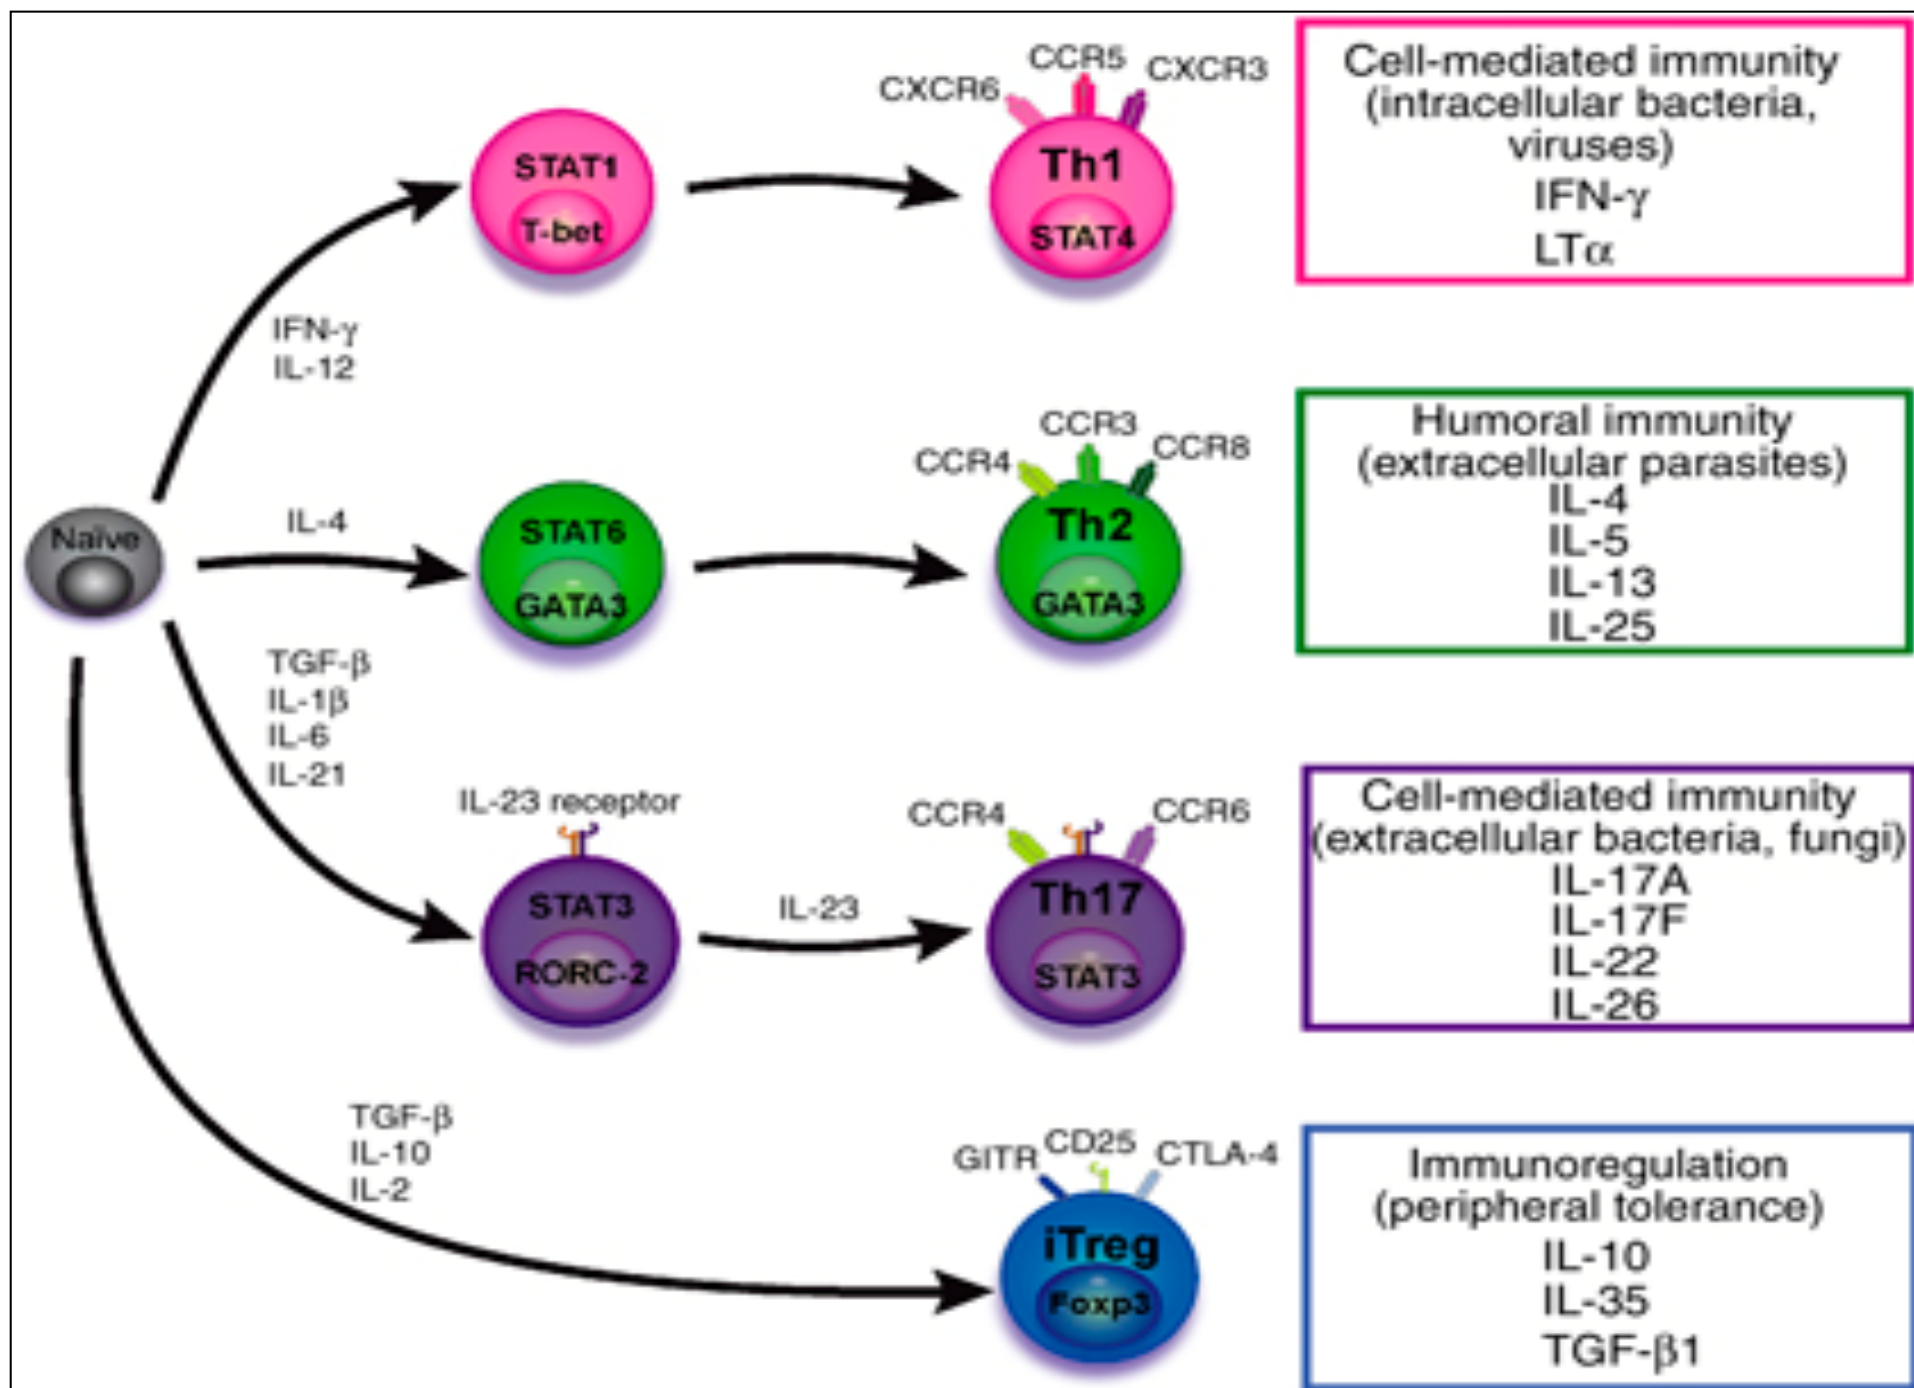 CXCR6
CCR5
CXCR3
STAT1
T-bet
Th1
STAT4
Cell-mediated immunity
(intracellular bacteria,
viruses)
IFN-γ
LTα
IFN-γ
IL-12
Naïve
IL-4
STAT6
GATA3
CCR4
CCR3
CCR8
Th2
GATA3
Humoral immunity
(extracellular parasites)
IL-4
IL-5
IL-13
IL-25
TGF-β
IL-1β
IL-6
IL-21
IL-23 receptor
STAT3
RORC-2
IL-23
CCR4
CCR6
Th17
STAT3
Cell-mediated immunity
(extracellular bacteria, fungi)
IL-17A
IL-17F
IL-22
IL-26
TGF-β
IL-10
IL-2
GITR
CD25
CTLA-4
iTreg
Foxp3
Immunoregulation
(peripheral tolerance)
IL-10
IL-35
TGF-β1